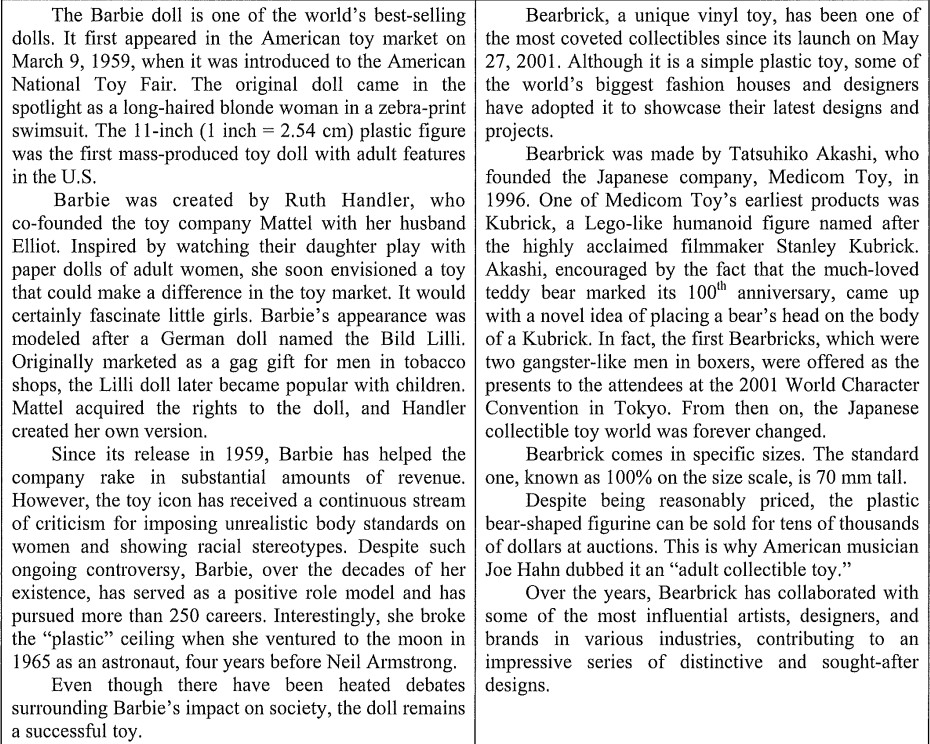 The Barbie doll is one of the world's best-selling
dolls. It first appeared in the American toy market on
March 9, 1959, when it was introduced to the American
National Toy Fair. The original doll came in the
spotlight as a long-haired blonde woman in a zebra-print
swimsuit. The 11-inch (1 inch = 2.54 cm) plastic figure
was the first mass-produced toy doll with adult features
in the U.S.
Barbie was created by Ruth Handler, who
co-founded the toy company Mattel with her husband
Elliot. Inspired by watching their daughter play with
paper dolls of adult women, she soon envisioned a toy
that could make a difference in the toy market. It would
certainly fascinate little girls. Barbie's appearance was
modeled after a German doll named the Bild Lilli.
Originally marketed as a gag gift for men in tobacco
shops, the Lilli doll later became popular with children.
Mattel acquired the rights to the doll, and Handler
created her own version.
Since its release in 1959, Barbie has helped the
company rake in substantial amounts of revenue.
However, the toy icon has received a continuous stream
of criticism for imposing unrealistic body standards on
women and showing racial stereotypes. Despite such
ongoing controversy, Barbie, over the decades of her
existence, has served as a positive role model and has
pursued more than 250 careers. Interestingly, she broke
the "plastic" ceiling when she ventured to the moon in
1965 as an astronaut, four years before Neil Armstrong.
Even though there have been heated debates
surrounding Barbie's impact on society, the doll remains
a successful toy.
Bearbrick, a unique vinyl toy, has been one of
the most coveted collectibles since its launch on May
27, 2001. Although it is a simple plastic toy, some of
the world's biggest fashion houses and designers
have adopted it to showcase their latest designs and
projects.
Bearbrick was made by Tatsuhiko Akashi, who
founded the Japanese company, Medicom Toy, in
1996. One of Medicom Toy's earliest products was
Kubrick, a Lego-like humanoid figure named after
the highly acclaimed filmmaker Stanley Kubrick.
Akashi, encouraged by the fact that the much-loved
teddy bear marked its 100th anniversary, came up
with a novel idea of placing a bear's head on the body
of a Kubrick. In fact, the first Bearbricks, which were
two gangster-like men in boxers, were offered as the
presents to the attendees at the 2001 World Character
Convention in Tokyo. From then on, the Japanese
collectible toy world was forever changed.
Bearbrick comes in specific sizes. The standard
one, known as 100% on the size scale, is 70 mm tall.
Despite being reasonably priced, the plastic
bear-shaped figurine can be sold for tens of thousands
of dollars at auctions. This is why American musician
Joe Hahn dubbed it an "adult collectible toy."
Over the years, Bearbrick has collaborated with
some of the most influential artists, designers, and
brands in various industries, contributing to an
impressive series of distinctive and sought-after
designs.